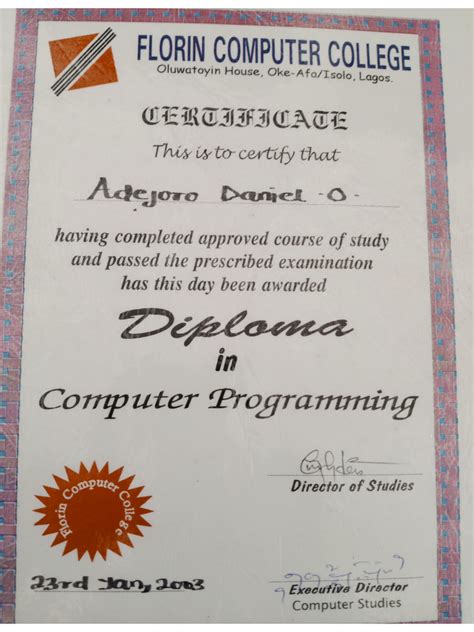 FLORIN COMPUTER COLLEGE
Oluwatoyin House, Oke-Afa/Isolo, Lagos.
CERTIFICATE
This is to certify that
Adejoro Daniel -O-
having completed approved course of study
and passed the prescribed examination
has this day been awarded
Diploma
in
Computer Programming
Director of Studies
Florin Computer College
23rd Jan, 2003
Executive Director
Computer Studies